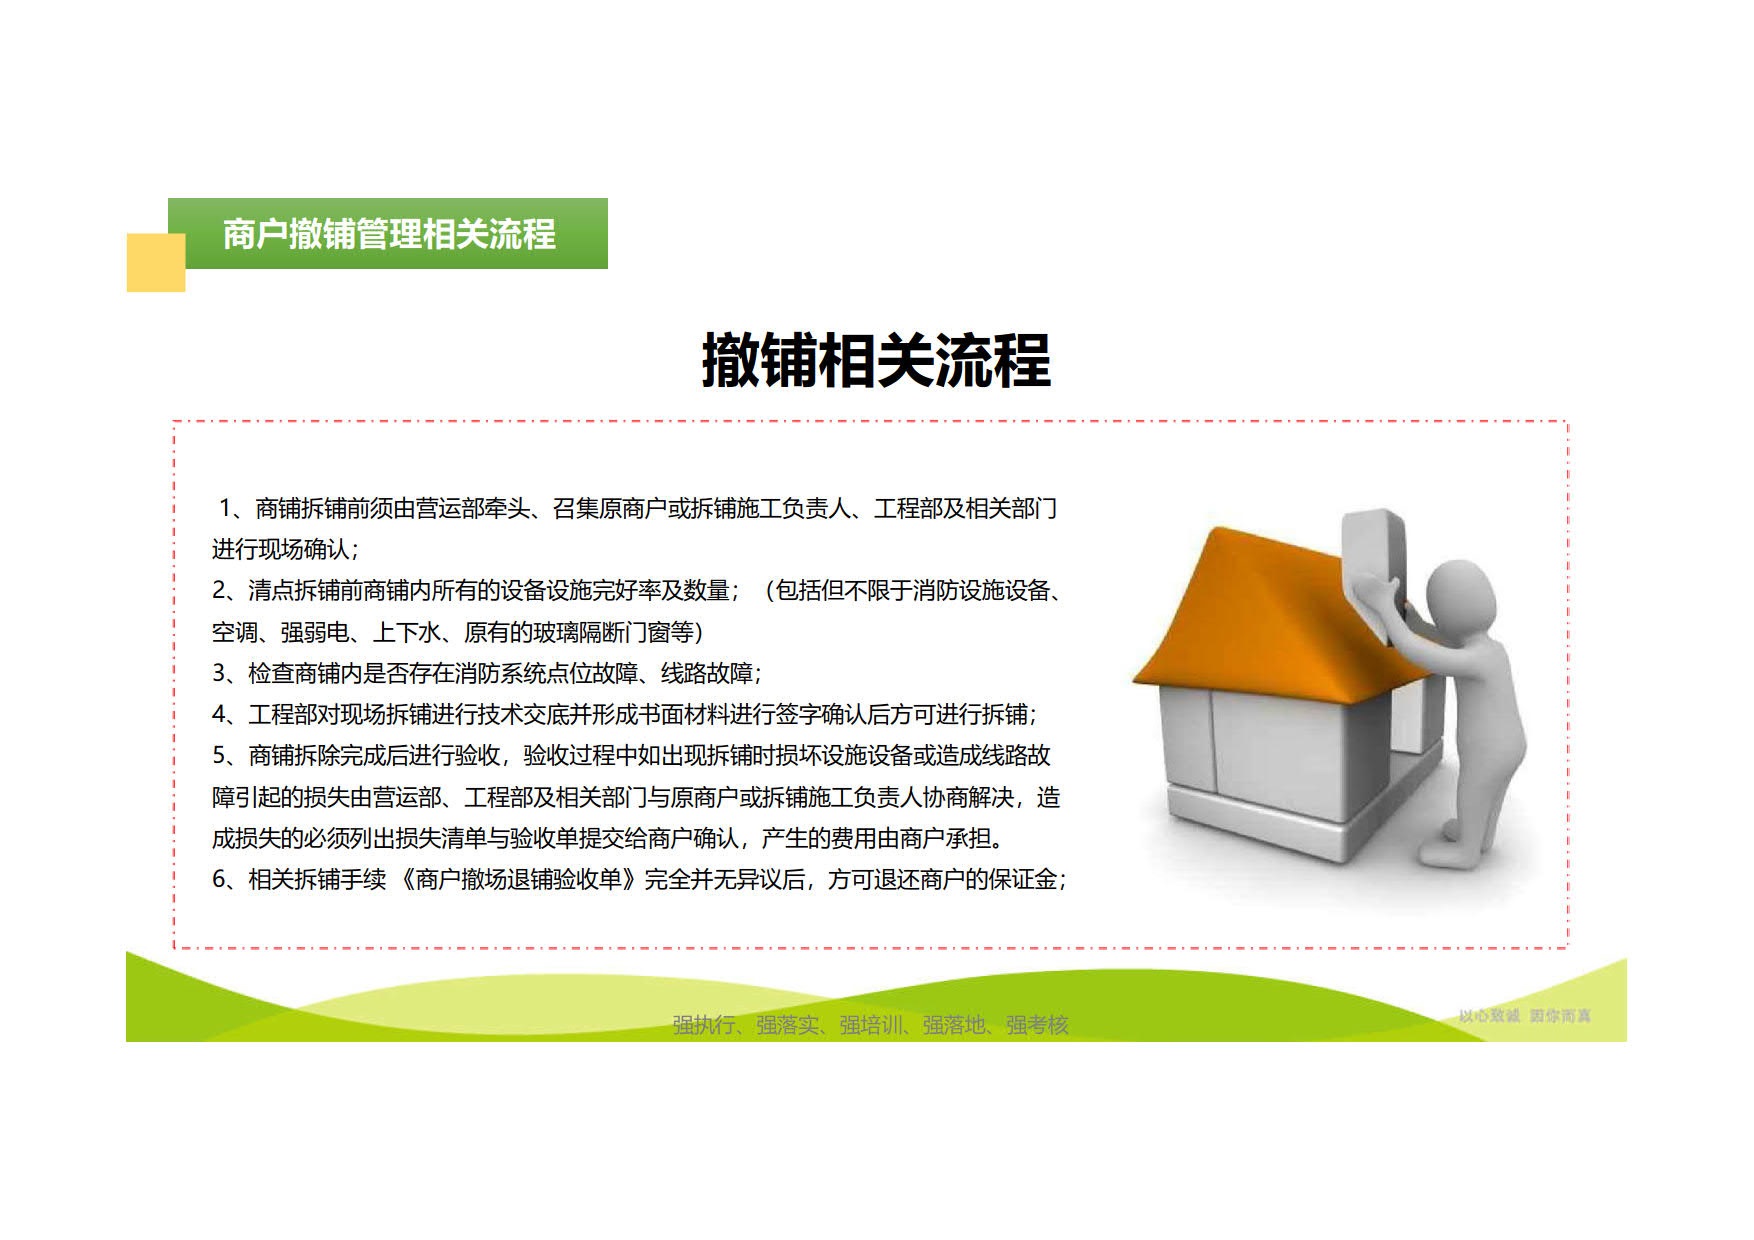 商户撤铺管理相关流程
撤铺相关流程
1、商铺拆铺前须由营运部牵头、召集原商户或拆铺施工负责人、工程部及相关部门
进行现场确认；
2、清点拆铺前商铺内所有的设备设施完好率及数量；（包括但不限于消防设施设备、
空调、强弱电、上下水、原有的玻璃隔断门窗等）
3、检查商铺内是否存在消防系统点位故障、线路故障；
4、工程部对现场拆铺进行技术交底并形成书面材料进行签字确认后方可进行拆铺；
5、商铺拆除完成后进行验收，验收过程中如出现拆铺时损坏设施设备或造成线路故
障引起的损失由营运部、工程部及相关部门与原商户或拆铺施工负责人协商解决，造
成损失的必须列出损失清单与验收单提交给商户确认，产生的费用由商户承担。
6、相关拆铺手续 《商户撤场退铺验收单》完全并无异议后，方可退还商户的保证金；
强执行、强落实、强培训、强落地、强考核
以心致诚 因你而真